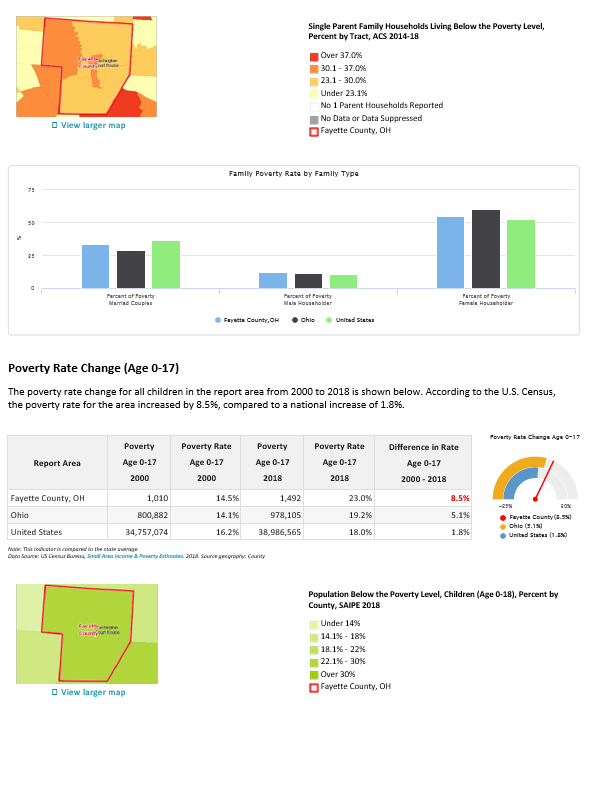 Single Parent Family Households Living Below the Poverty Level,
Percent by Tract, ACS 2014-18
Over 37.0%
30.1 - 37.0%
23.1 - 30.0%
Under 23.1%
No 1 Parent Households Reported
No Data or Data Suppressed
Fayette County, OH
Fayette
County
View larger map
Family Poverty Rate by Family Type
75
50
25
0
%
Percent of Poverty
Married Couples
Percent of Poverty
Male Householder
Percent of Poverty
Female Householder
Fayette County, OH Ohio United States
Poverty Rate Change (Age 0-17)
The poverty rate change for all children in the report area from 2000 to 2018 is shown below. According to the U.S. Census,
the poverty rate for the area increased by 8.5%, compared to a national increase of 1.8%.
Report Area Poverty Age 0-17 2000 Poverty Rate Age 0-17 2000 Poverty Age 0-17 2018 Poverty Rate Age 0-17 2018 Difference in Rate Age 0-17 2000 - 2018
Fayette County, OH 1,010 14.5% 1,492 23.0% 8.5%
Ohio 800,882 14.1% 978,105 19.2% 5.1%
United States 34,757,074 16.2% 38,986,565 18.0% 1.8%
Poverty Rate Change Age 0-17
-25% 80%
Fayette County (8.5%)
Ohio (5.1%)
United States (1.8%)
Note: This indicator is compared to the state average.
Data Source: US Census Bureau, Small Area Income & Poverty Estimates. 2018. Source geography: County
Population Below the Poverty Level, Children (Age 0-18), Percent by
County, SAIPE 2018
Under 14%
14.1% - 18%
18.1% - 22%
22.1% - 30%
Over 30%
Fayette County, OH
Fayette
County
View larger map